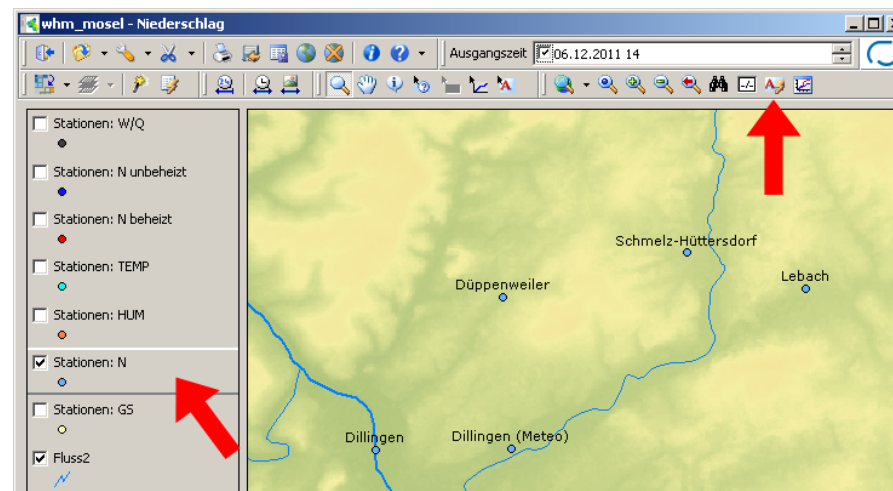 whm_mosel - Niederschlag
Ausgangszeit 06.12.2011 14
Stationen: W/Q
Stationen: N unbeheizt
Stationen: N beheizt
Stationen: TEMP
Stationen: HUM
Stationen: N
Stationen: GS
Fluss2
Schmelz-Hüttersdorf
Lebach
Düppenweiler
Dillingen
Dillingen (Meteo)